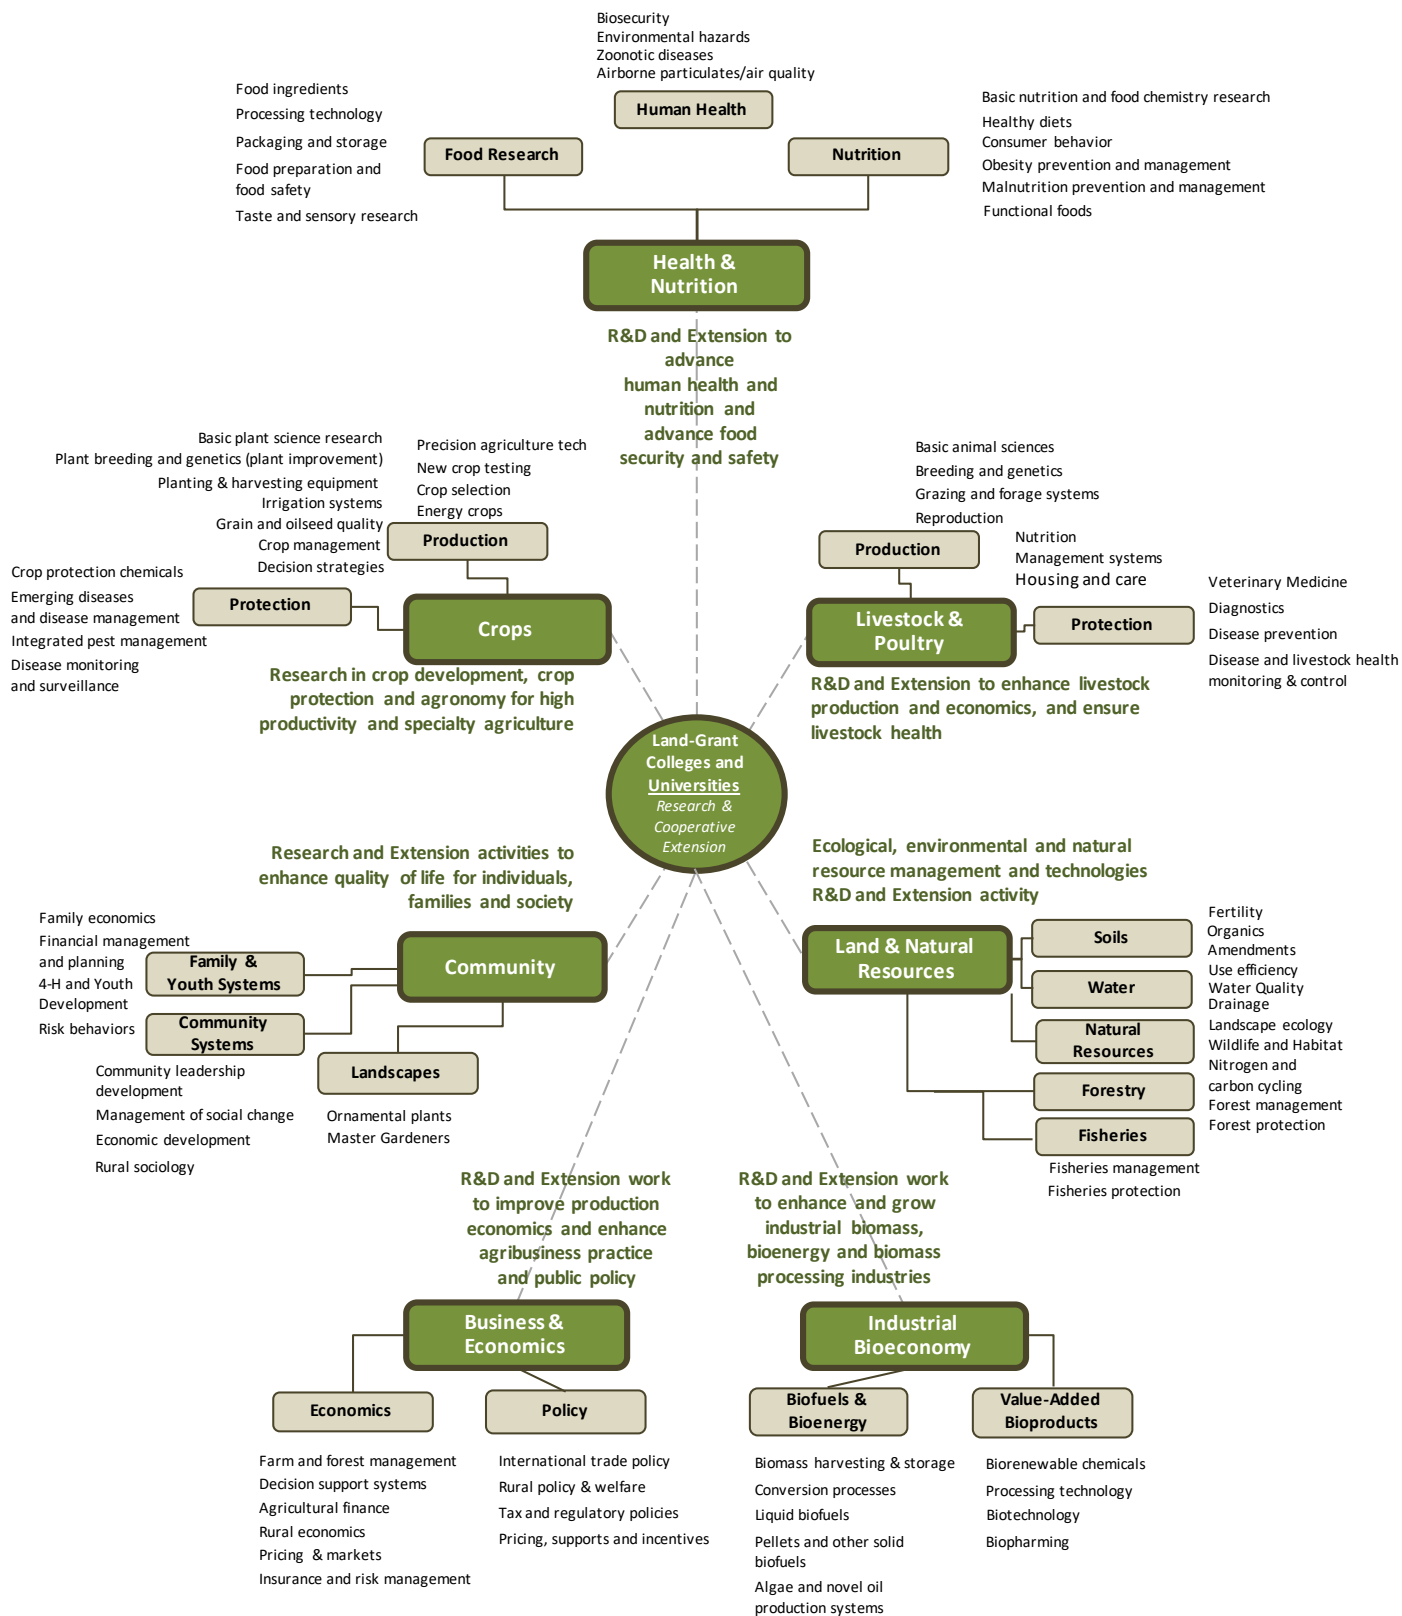 Biosecurity
Environmental hazards
Zoonotic diseases
Airborne particulates/air quality
Human Health
Food ingredients
Processing technology
Packaging and storage
Food preparation and
food safety
Taste and sensory research
Food Research
Nutrition
Basic nutrition and food chemistry research
Healthy diets
Consumer behavior
Obesity prevention and management
Malnutrition prevention and management
Functional foods
Health &
Nutrition
R&D and Extension to
advance
human health and
nutrition and
advance food
security and safety
Basic plant science research
Plant breeding and genetics (plant improvement)
Planting & harvesting equipment
Irrigation systems
Grain and oilseed quality
Crop management
Decision strategies
Precision agriculture tech
New crop testing
Crop selection
Energy crops
Production
Crop protection chemicals
Emerging diseases
and disease management
Integrated pest management
Disease monitoring
and surveillance
Protection
Crops
Research in crop development, crop
protection and agronomy for high
productivity and specialty agriculture
Basic animal sciences
Breeding and genetics
Grazing and forage systems
Reproduction
Production
Nutrition
Management systems
Housing and care
Livestock &
Poultry
Protection
Veterinary Medicine
Diagnostics
Disease prevention
Disease and livestock health
monitoring & control
R&D and Extension to enhance livestock
production and economics, and ensure
livestock health
Land-Grant
Colleges and
Universities
Research &
Cooperative
Extension
Research and Extension activities to
enhance quality of life for individuals,
families and society
Family economics
Financial management
and planning
4-H and Youth
Development
Risk behaviors
Family &
Youth Systems
Community
Systems
Community
Community leadership
development
Management of social change
Economic development
Rural sociology
Landscapes
Ornamental plants
Master Gardeners
Ecological, environmental and natural
resource management and technologies
R&D and Extension activity
Land & Natural
Resources
Soils
Water
Natural
Resources
Forestry
Fisheries
Fertility
Organics
Amendments
Use efficiency
Water Quality
Drainage
Landscape ecology
Wildlife and Habitat
Nitrogen and
carbon cycling
Forest management
Forest protection
Fisheries management
Fisheries protection
R&D and Extension work
to improve production
economics and enhance
agribusiness practice
and public policy
Business &
Economics
Economics
Policy
Farm and forest management
Decision support systems
Agricultural finance
Rural economics
Pricing & markets
Insurance and risk management
International trade policy
Rural policy & welfare
Tax and regulatory policies
Pricing, supports and incentives
R&D and Extension work
to enhance and grow
industrial biomass,
bioenergy and biomass
processing industries
Industrial
Bioeconomy
Biofuels &
Bioenergy
Value-Added
Bioproducts
Biomass harvesting & storage
Conversion processes
Liquid biofuels
Pellets and other solid
biofuels
Algae and novel oil
production systems
Biorenewable chemicals
Processing technology
Biotechnology
Biopharming